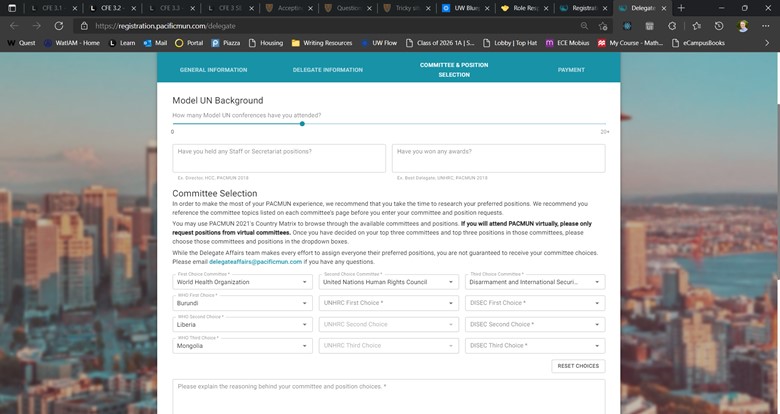 CFE 3.1
CFE 3.2
CFE 3.3
CFE 3 S
Acceptin
Question
Tricky sit
UW Blue
Role Res
Registrat
Delegate
https://registration.pacificmun.com/delegate
Quest
WatIAM - Home
Learn
Mail
Portal
Piazza
Housing
Writing Resources
UW Flow
Class of 2026 1A | S...
Lobby | Top Hat
ECE Mobius
My Course - Math...
eCampusBooks
GENERAL INFORMATION
DELEGATE INFORMATION
COMMITTEE & POSITION
SELECTION
PAYMENT
Model UN Background
How many Model UN conferences have you attended?
0
20+
Have you held any Staff or Secretariat positions?
Have you won any awards?
Ex. Director, HCC, PACMUN 2018
Ex. Best Delegate, UNHRC, PACMUN 2018
Committee Selection
In order to make the most of your PACMUN experience, we recommend that you take the time to research your preferred positions. We recommend you
reference the committee topics listed on each committee's page before you enter your committee and position requests.
You may use PACMUN 2021's Country Matrix to browse through the available committees and positions. If you will attend PACMUN virtually, please only
request positions from virtual committees. Once you have decided on your top three committees and top three positions in those committees, please
choose those committees and positions in the dropdown boxes.
While the Delegate Affairs team makes every effort to assign everyone their preferred positions, you are not guaranteed to receive your committee choices.
Please email delegateaffairs@pacificmun.com if you have any questions.
First Choice Committee *
World Health Organization
Second Choice Committee *
United Nations Human Rights Council
Third Choice Committee *
Disarmament and International Securi...
WHO First Choice *
Burundi
UNHRC First Choice *
DISEC First Choice *
WHO Second Choice *
Liberia
UNHRC Second Choice
DISEC Second Choice *
WHO Third Choice *
Mongolia
UNHRC Third Choice
DISEC Third Choice *
RESET CHOICES
Please explain the reasoning behind your committee and position choices. *